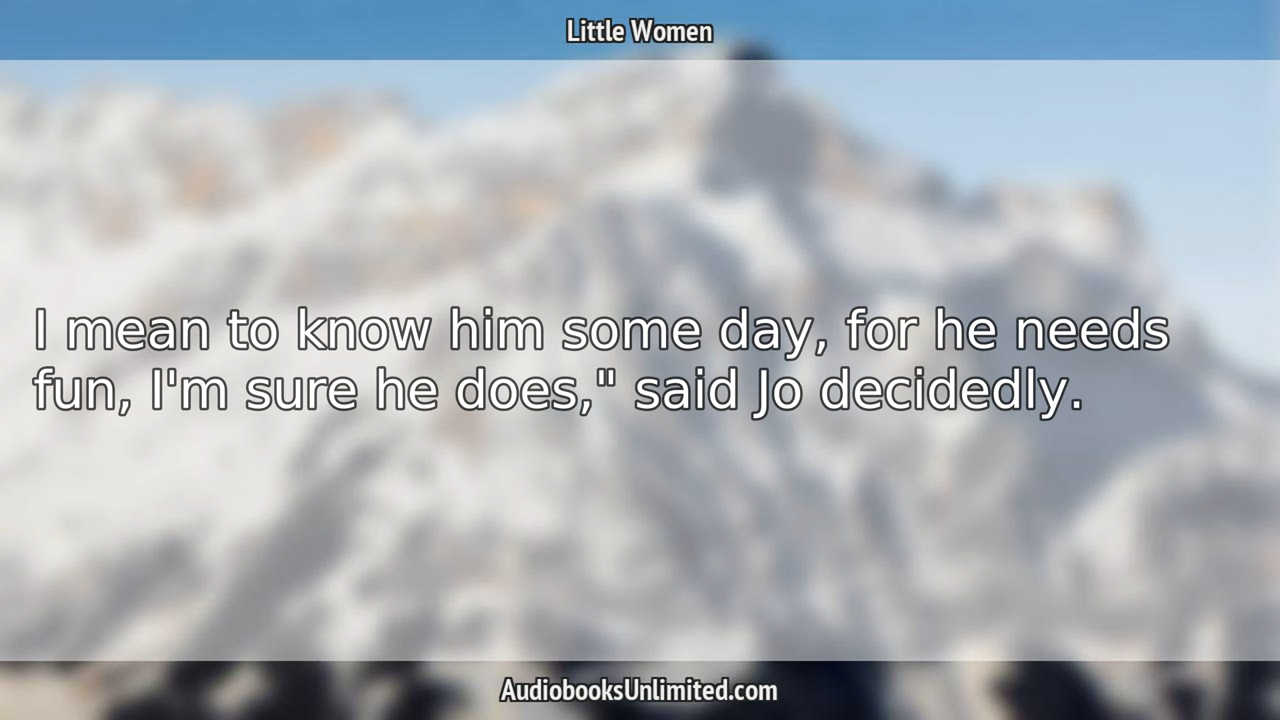 Little Women
I mean to know him some day, for he needs
fun, I'm sure he does," said Jo decidedly.
AudiobooksUnlimited.com